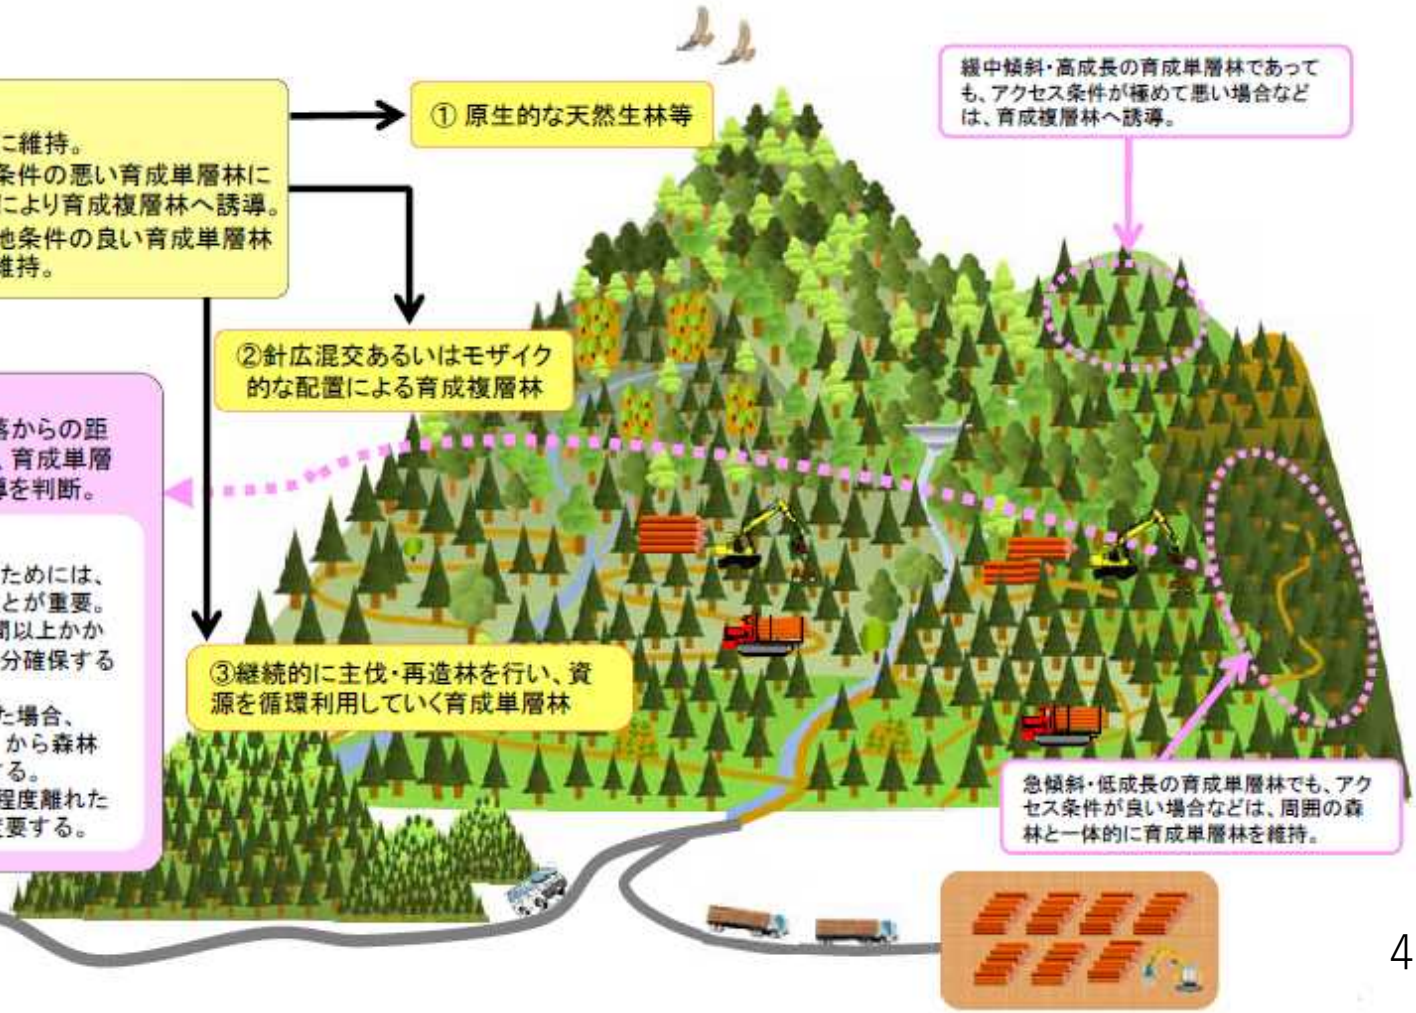 に維持。
条件の悪い育成単層林に
により育成複層林へ誘導。
地条件の良い育成単層林
維持。
① 原生的な天然生林等
②針広混交あるいはモザイク
的な配置による育成複層林
落からの距
、育成単層
導を判断。
ためには、
とが重要。
間以上かか
分確保する
た場合、
から森林
する。
程度離れた
要する。
③継続的に主伐・再造林を行い、資
源を循環利用していく育成単層林
緩中傾斜・高成長の育成単層林であって
も、アクセス条件が極めて悪い場合など
は、育成複層林へ誘導。
急傾斜・低成長の育成単層林でも、アク
セス条件が良い場合などは、周囲の森
林と一体的に育成単層林を維持。
4